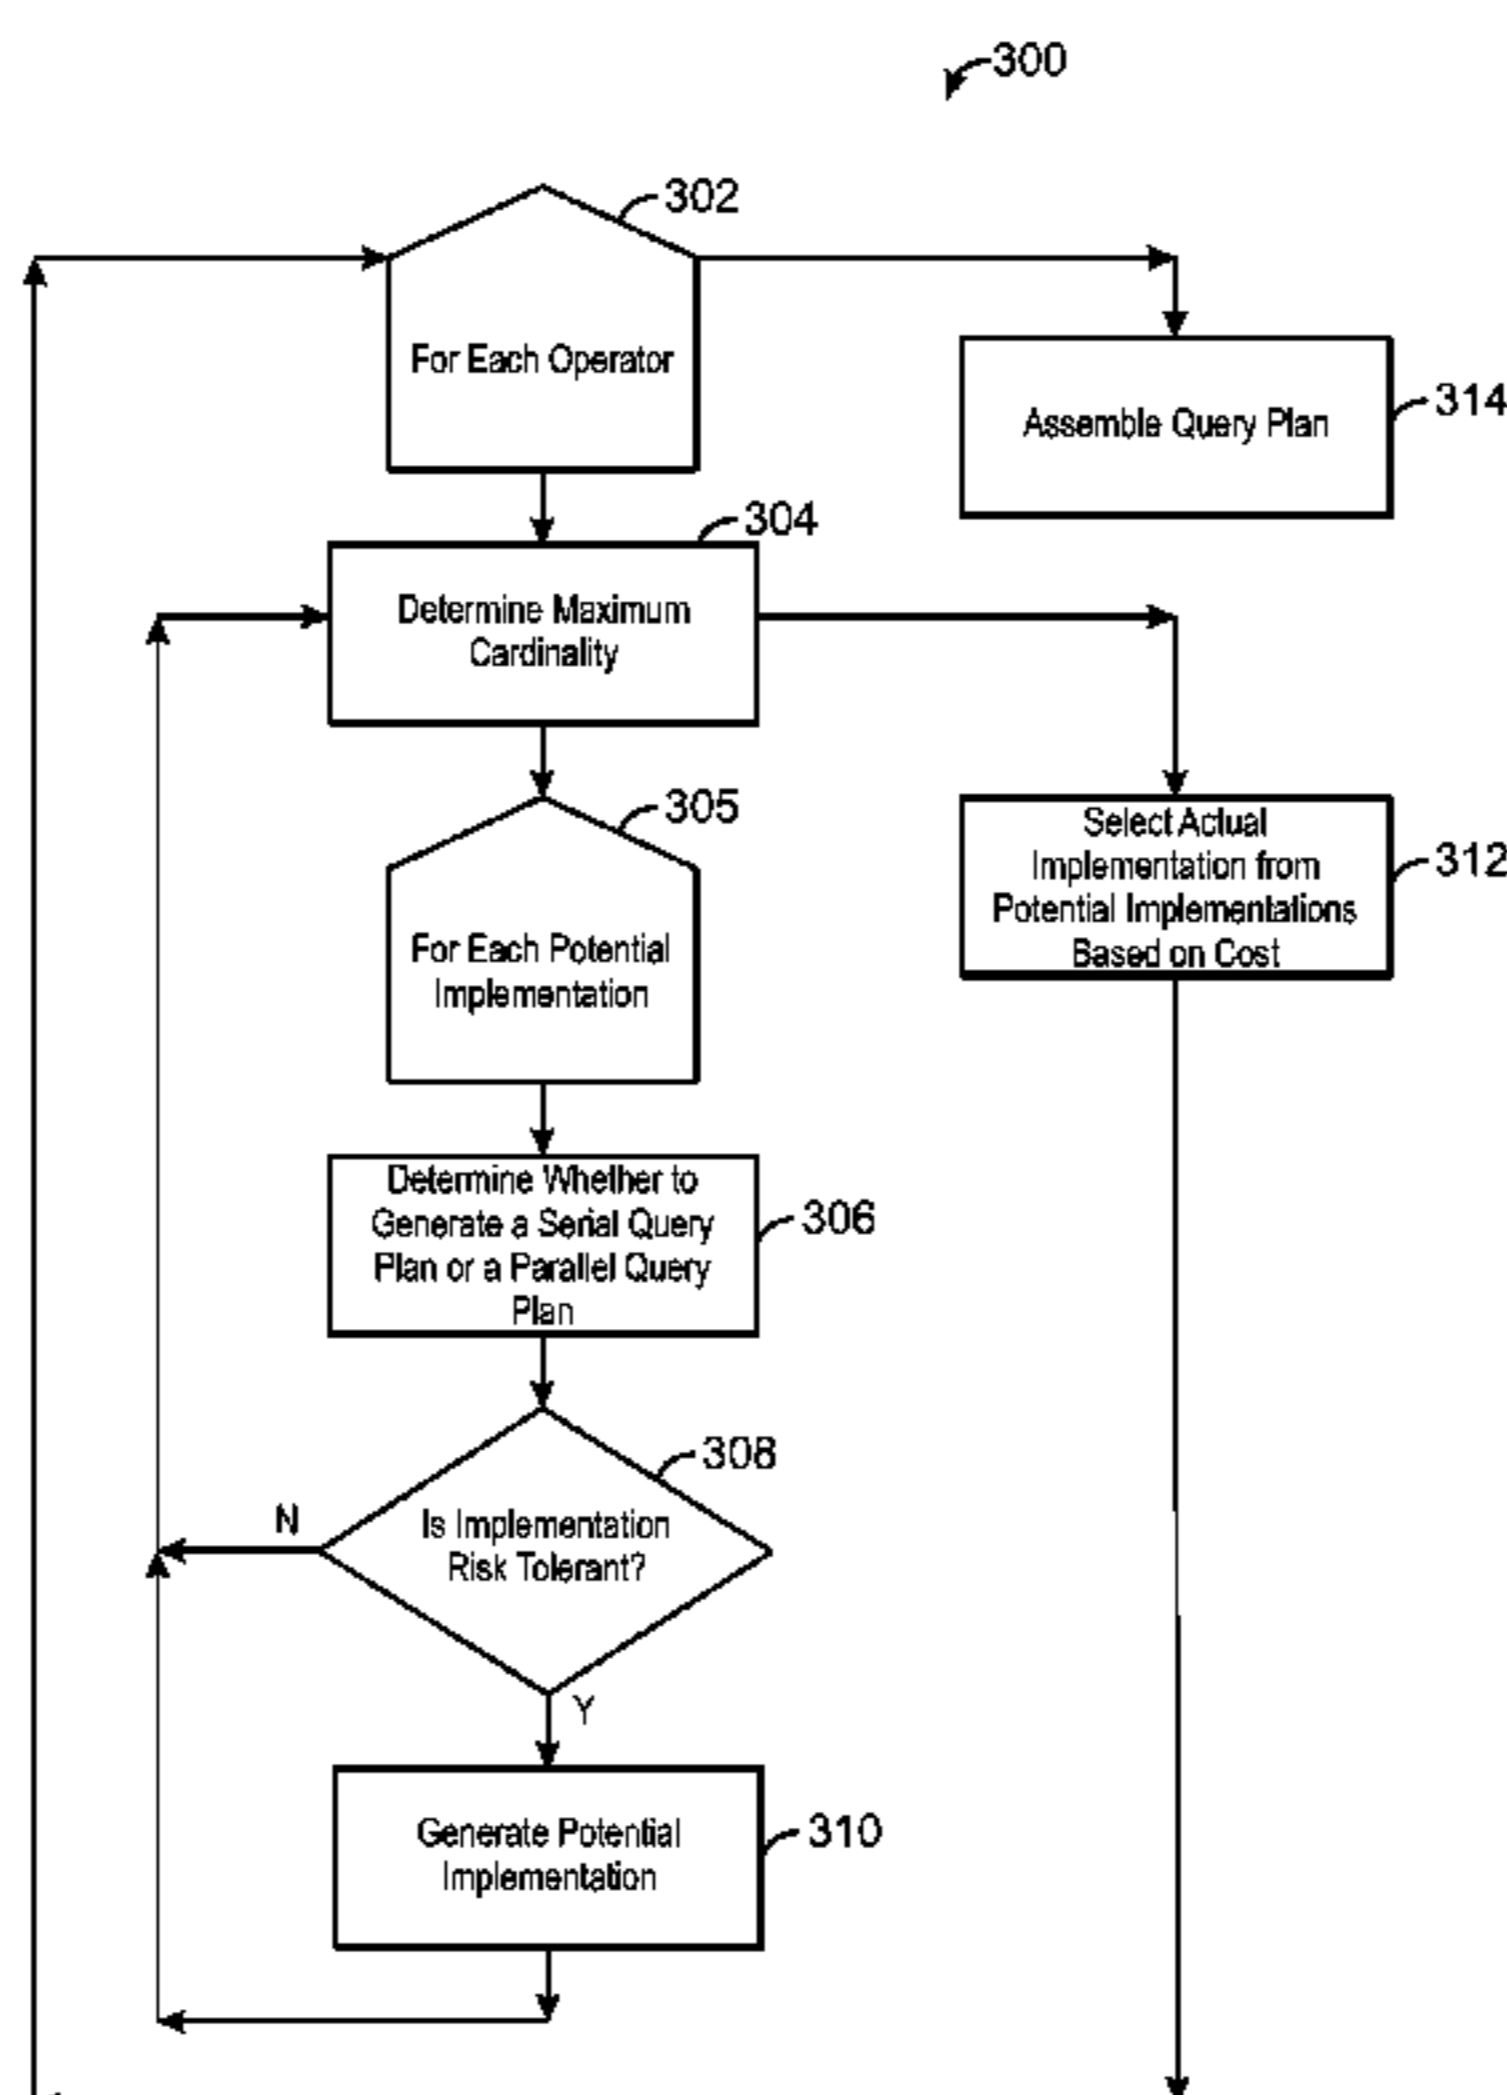 300
302
For Each Operator
314
Assemble Query Plan
304
Determine Maximum
Cardinality
305
For Each Potential
Implementation
312
Select Actual
Implementation from
Potential Implementations
Based on Cost
306
Determine Whether to
Generate a Serial Query
Plan or a Parallel Query
Plan
308
N
Is Implementation
Risk Tolerant?
Y
310
Generate Potential
Implementation